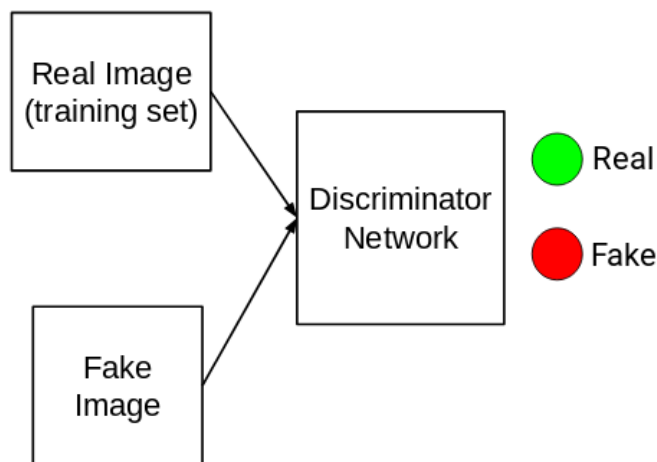 Real Image
(training set)
Discriminator
Network
Real
Fake
Fake
Image